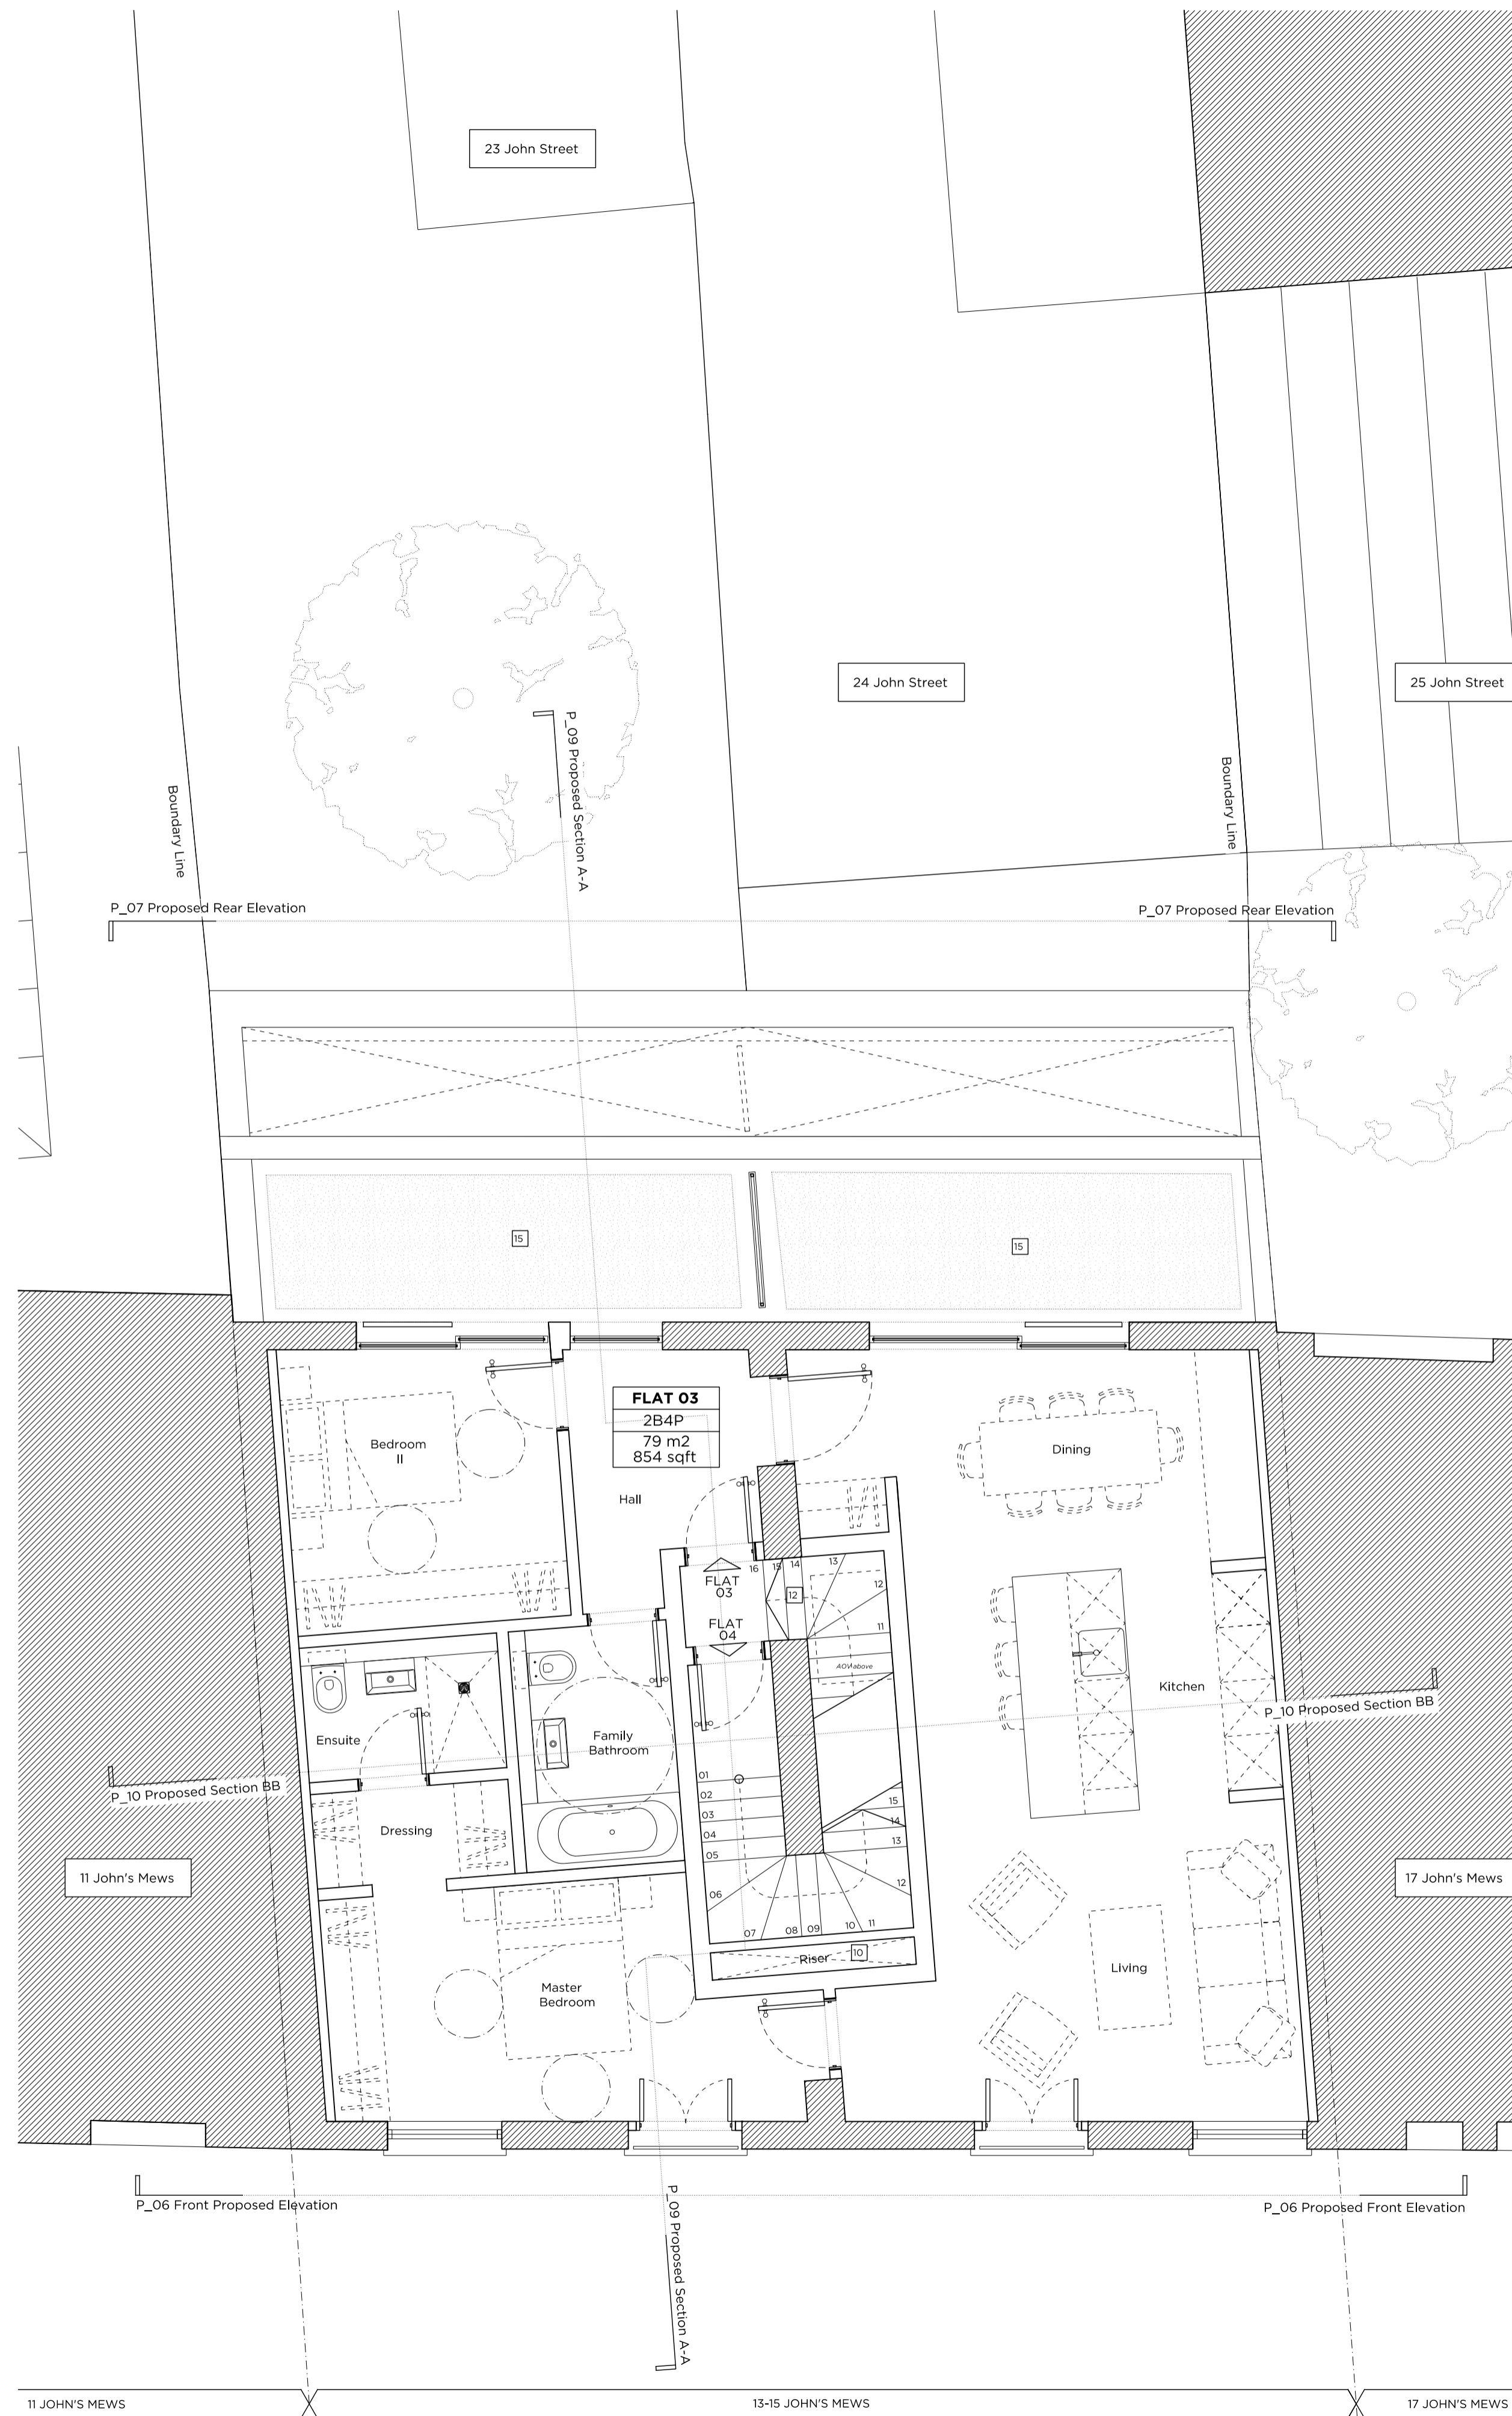 23 John Street
24 John Street
25 John Street
P_09 Proposed Section A-A
Boundary Line
Boundary Line
P_07 Proposed Rear Elevation
P_07 Proposed Rear Elevation
15
15
FLAT 03
2B4P
79 m2
854 sqft
Bedroom
II
Dining
Hall
16
15
14
13
12
FLAT
03
12
FLAT
04
11
AOV above
Kitchen
P_10 Proposed Section BB
Ensuite
Family
Bathroom
P_10 Proposed Section BB
01
02
03
04
05
06
07
08
09
10
11
12
13
14
15
Dressing
11 John's Mews
17 John's Mews
Riser
10
Living
Master
Bedroom
P_06 Front Proposed Elevation
P_06 Proposed Front Elevation
P_09 Proposed Section A-A
11 JOHN'S MEWS
13-15 JOHN'S MEWS
17 JOHN'S MEWS